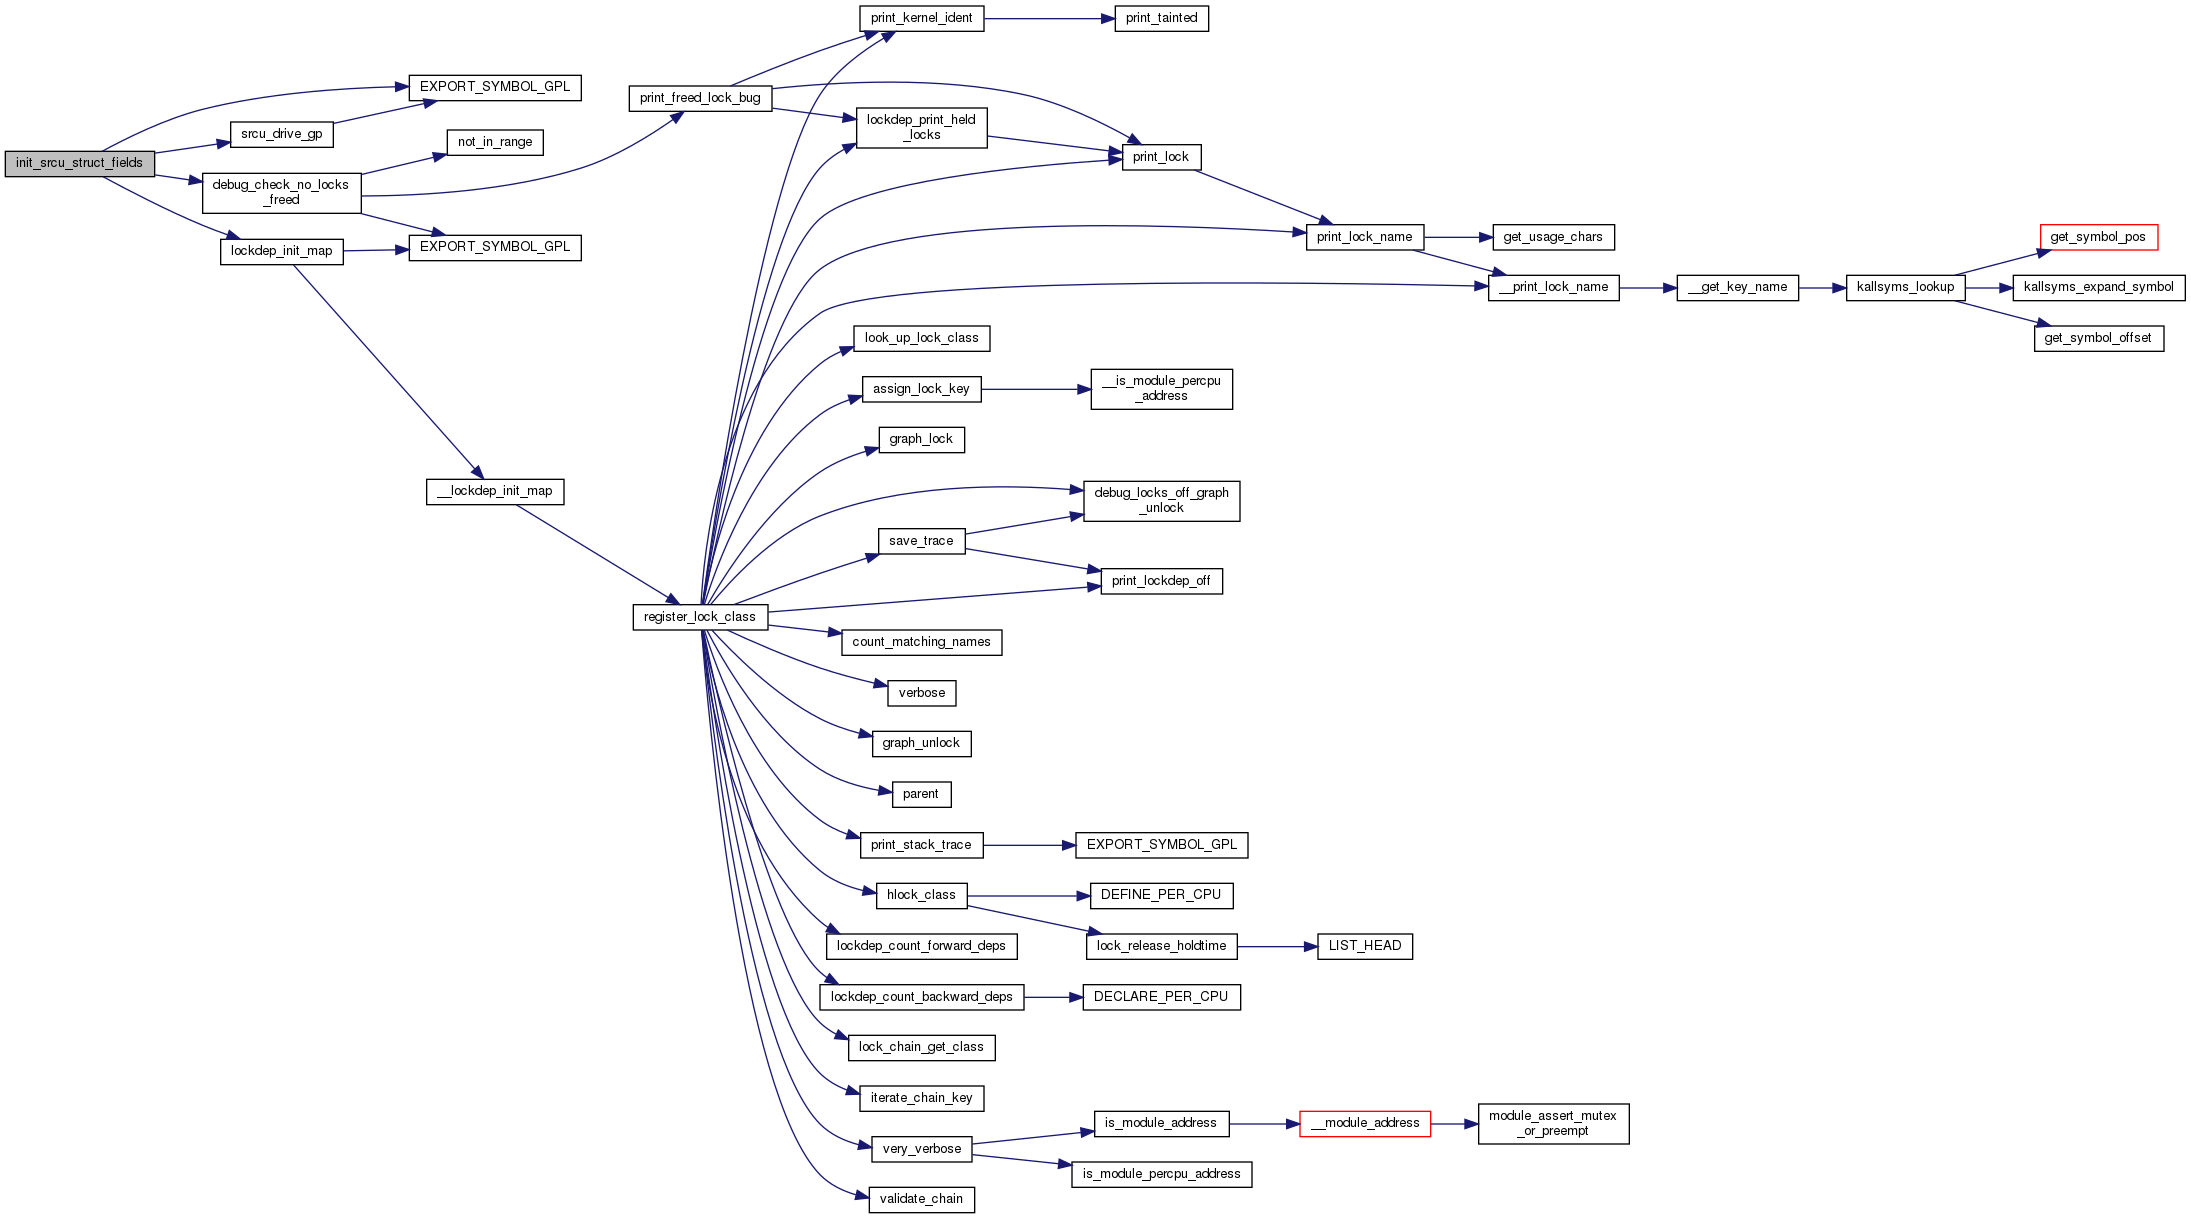 print_kernel_ident
print_tainted
EXPORT_SYMBOL_GPL
print_freed_lock_bug
srcu_drive_gp
lockdep_print_held
_locks
not_in_range
init_srcu_struct_fields
print_lock
debug_check_no_locks
_freed
print_lock_name
get_usage_chars
get_symbol_pos
lockdep_init_map
EXPORT_SYMBOL_GPL
__print_lock_name
__get_key_name
kallsyms_lookup
kallsyms_expand_symbol
look_up_lock_class
get_symbol_offset
assign_lock_key
__is_module_percpu
_address
graph_lock
__lockdep_init_map
debug_locks_off_graph
_unlock
save_trace
print_lockdep_off
register_lock_class
count_matching_names
verbose
graph_unlock
parent
print_stack_trace
EXPORT_SYMBOL_GPL
hlock_class
DEFINE_PER_CPU
lockdep_count_forward_deps
lock_release_holdtime
LIST_HEAD
lockdep_count_backward_deps
DECLARE_PER_CPU
lock_chain_get_class
iterate_chain_key
is_module_address
__module_address
module_assert_mutex
_or_preempt
very_verbose
is_module_percpu_address
validate_chain